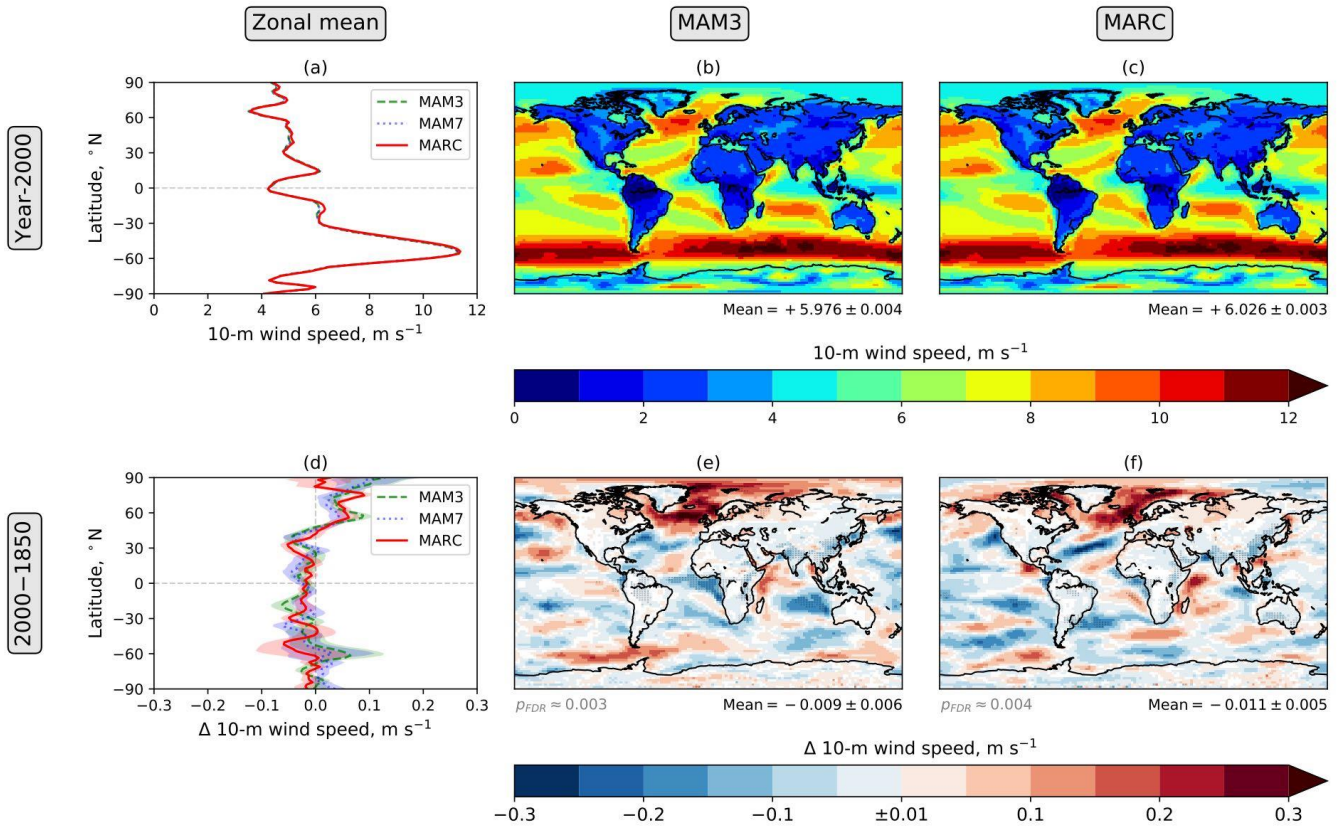 Zonal mean
MAM3
MARC
Year-2000
(a)
90
60
30
0
−30
−60
−90
Latitude, ° N
MAM3
MAM7
MARC
0 2 4 6 8 10 12
10-m wind speed, m s⁻¹
(b)
Mean = +5.976 ± 0.004
(c)
Mean = +6.026 ± 0.003
10-m wind speed, m s⁻¹
0 2 4 6 8 10 12
2000−1850
(d)
90
60
30
0
−30
−60
−90
Latitude, ° N
MAM3
MAM7
MARC
−0.3 −0.2 −0.1 0.0 0.1 0.2 0.3
Δ 10-m wind speed, m s⁻¹
(e)
pFDR ≈ 0.003
Mean = −0.009 ± 0.006
(f)
pFDR ≈ 0.004
Mean = −0.011 ± 0.005
Δ 10-m wind speed, m s⁻¹
−0.3 −0.2 −0.1 ±0.01 0.1 0.2 0.3